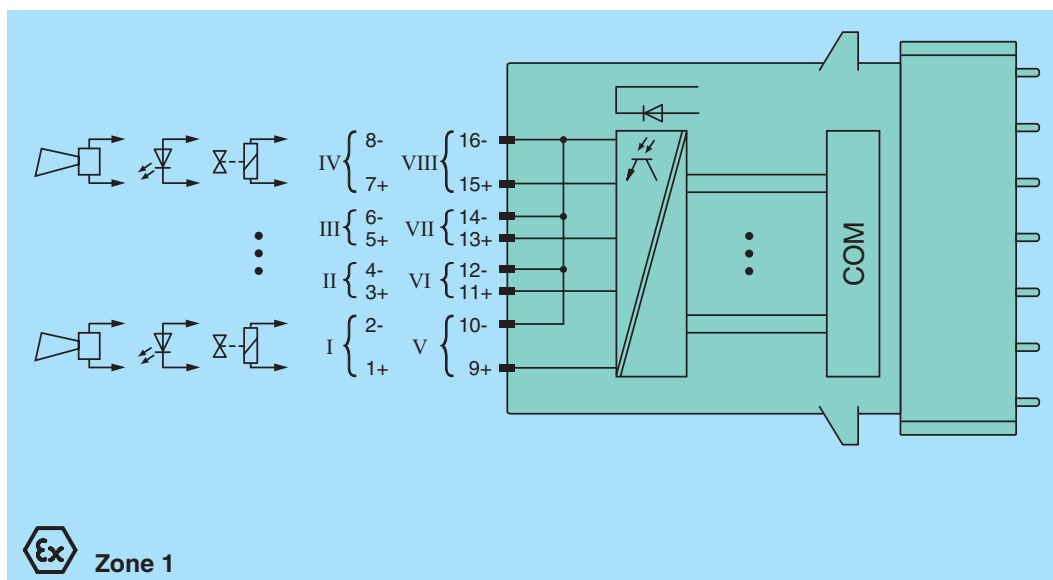 IV { 8- VIII { 16-
7+ 15+
III { 6- VII { 14-
5+ 13+
II { 4- VI { 12-
3+ 11+
I { 2- V { 10-
1+ 9+
COM
Ex Zone 1